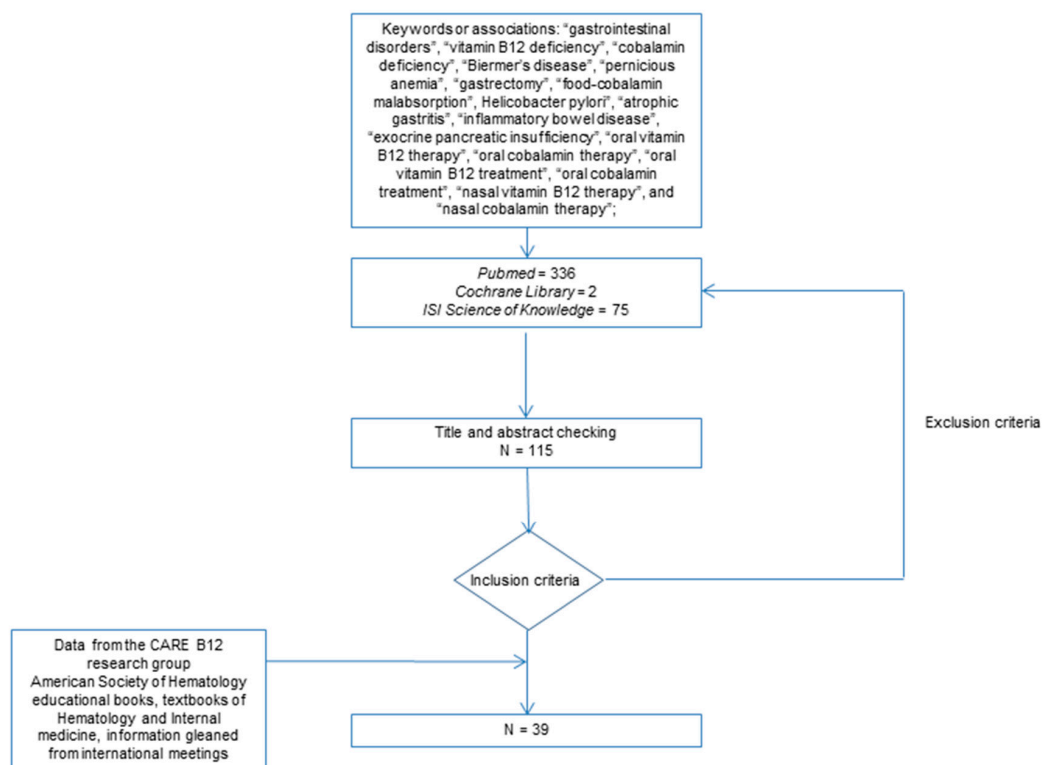 Keywords or associations: “gastrointestinal
disorders”, “vitamin B12 deficiency”, “cobalamin
deficiency”, “Biermer’s disease”, “pernicious
anemia”, “gastrectomy”, “food-cobalamin
malabsorption”, Helicobacter pylori”, “atrophic
gastritis”, “inflammatory bowel disease”,
“exocrine pancreatic insufficiency”, “oral vitamin
B12 therapy”, “oral cobalamin therapy”, “oral
vitamin B12 treatment”, “oral cobalamin
treatment”, “nasal vitamin B12 therapy”, and
“nasal cobalamin therapy”;
Pubmed = 336
Cochrane Library = 2
ISI Science of Knowledge = 75
Title and abstract checking
N = 115
Exclusion criteria
Inclusion criteria
Data from the CARE B12
research group
American Society of Hematology
educational books, textbooks of
Hematology and Internal
medicine, information gleaned
from international meetings
N = 39